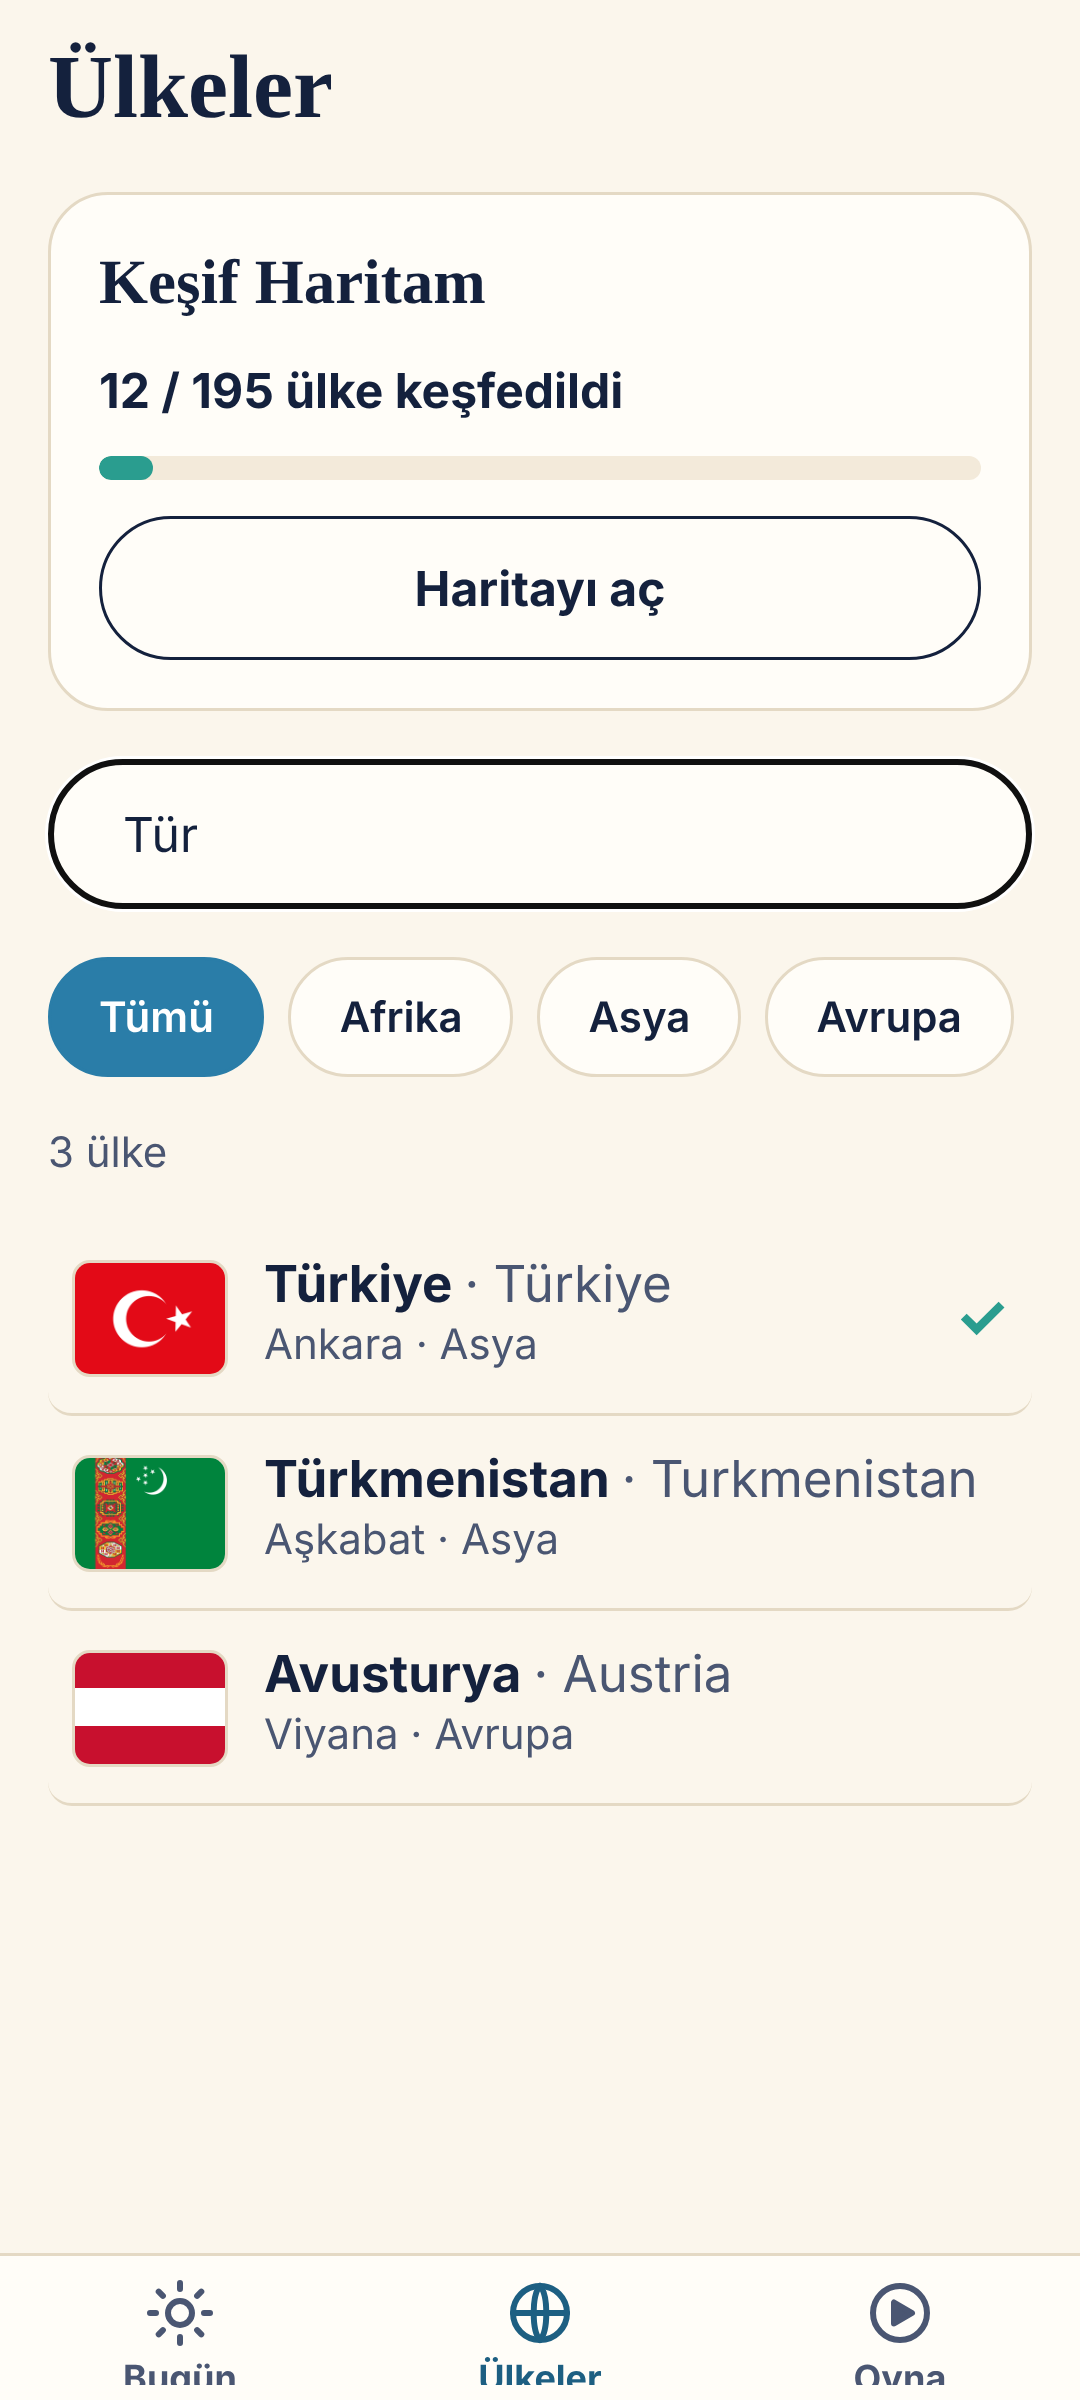 Ülkeler
Keşif Haritam
12 / 195 ülke keşfedildi
Haritayı aç
Tür
Tümü
Afrika
Asya
Avrupa
3 ülke
Türkiye · Türkiye
Ankara · Asya
Türkmenistan · Turkmenistan
Aşkabat · Asya
Avusturya · Austria
Viyana · Avrupa
Bugün
Ülkeler
Oyna